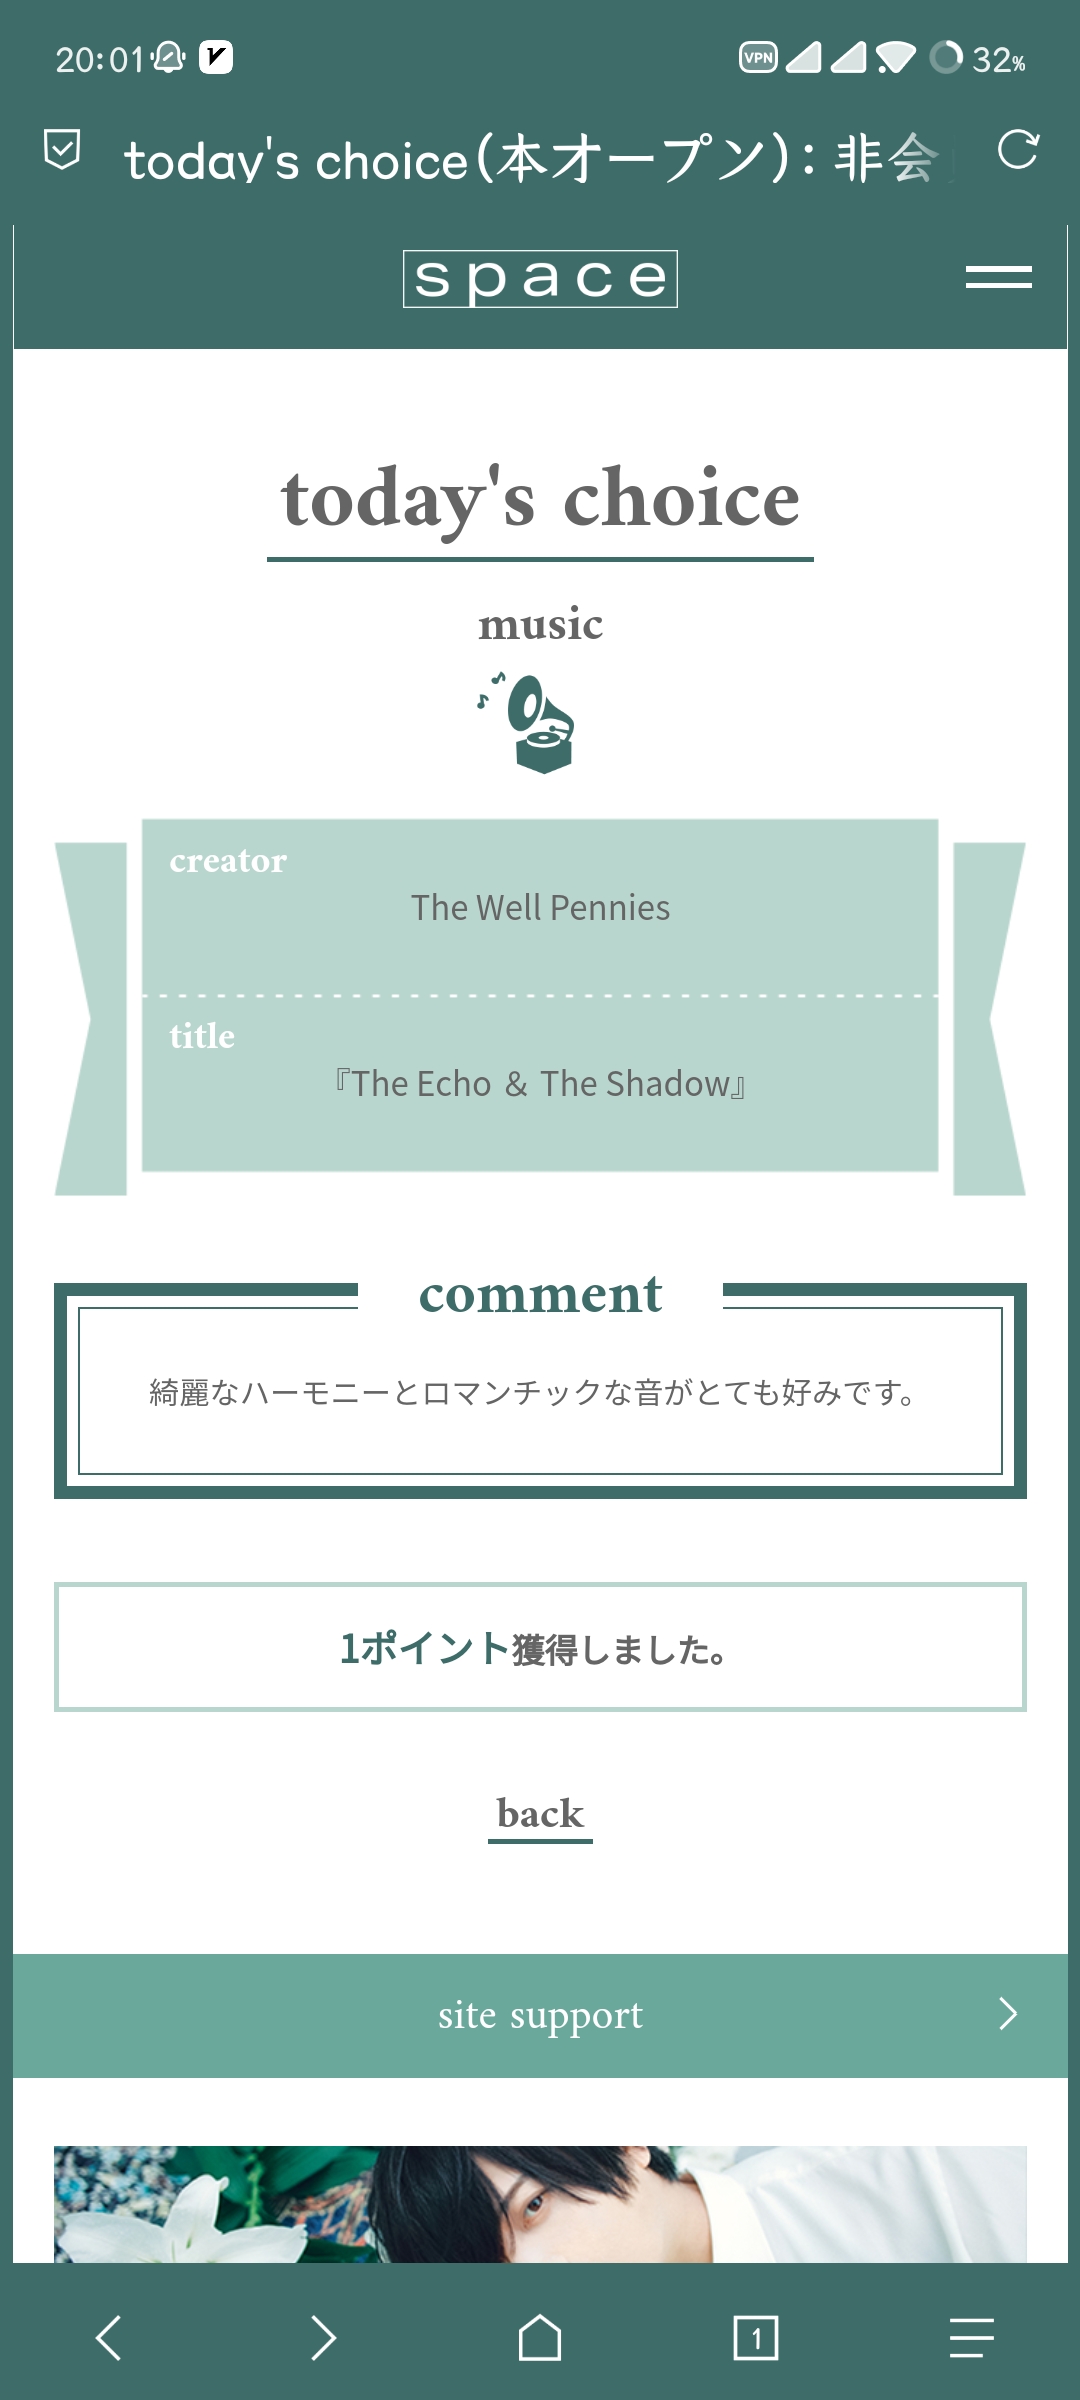 20:01
VPN
32%
today's choice(本オープン): 非会
space
today's choice
music
creator
The Well Pennies
title
『The Echo & The Shadow』
comment
綺麗なハーモニーとロマンチックな音がとても好みです。
1ポイント獲得しました。
back
site support
1